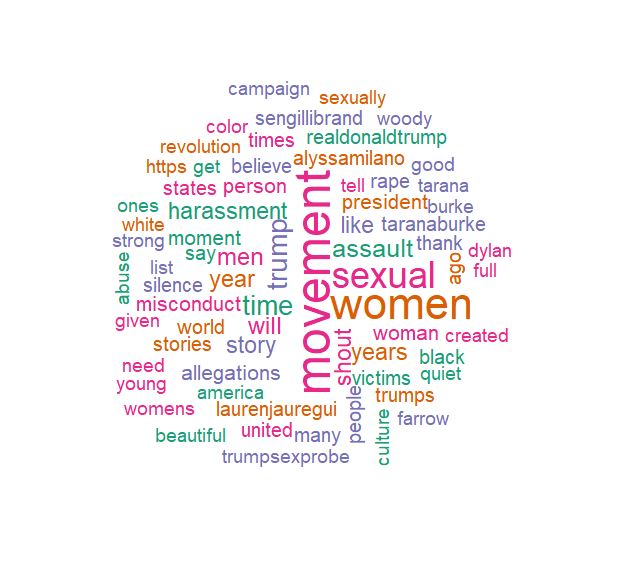 campaign
sexually
sengillibrand woody
color
times
realdonaldtrump
revolution
alyssamilano
https get believe
good
states person
tell rape tarana
ones
harassment
president
burke
white
trump
movement
like taranaburke
strong moment
say men
assault thank
dylan
abuse
list
year
sexual
ago
full
silence
misconduct
time
women
given
world
will
shout
woman created
stories story
years
black
need
allegations
victims quiet
young
america
people
trumps
womens
laurenjauregui
culture
farrow
beautiful
united many
trumpsexprobe